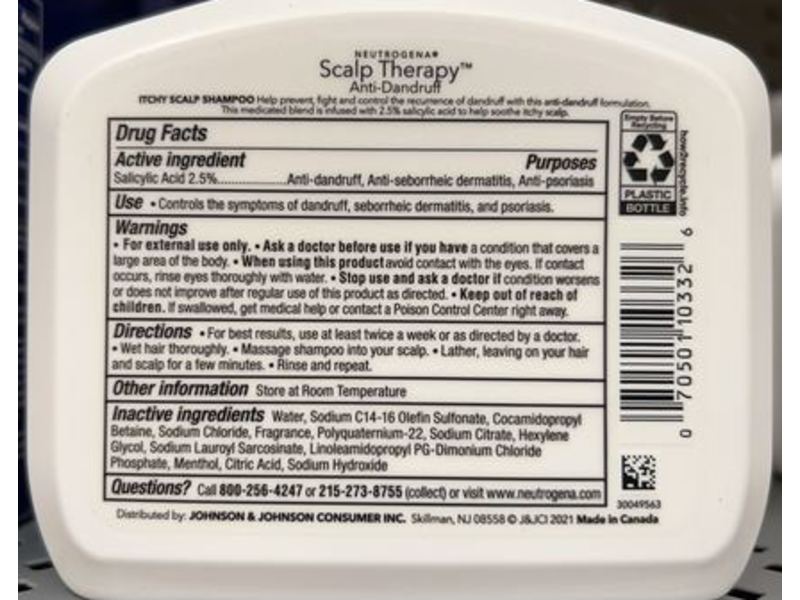 NEUTROGENA®
Scalp Therapy™
Anti-Dandruff
ITCHY SCALP SHAMPOO Help prevent, fight and control the recurrence of dandruff with this anti-dandruff formulation.
This medicated blend is infused with 2.5% salicylic acid to help soothe itchy scalp.
Drug Facts
Active ingredient Purposes
Salicylic Acid 2.5%......................Anti-dandruff, Anti-seborrheic dermatitis, Anti-psoriasis
Use • Controls the symptoms of dandruff, seborrheic dermatitis, and psoriasis.
Warnings
• For external use only. • Ask a doctor before use if you have a condition that covers a
large area of the body. • When using this product avoid contact with the eyes. If contact
occurs, rinse eyes thoroughly with water. • Stop use and ask a doctor if condition worsens
or does not improve after regular use of this product as directed. • Keep out of reach of
children. If swallowed, get medical help or contact a Poison Control Center right away.
Directions • For best results, use at least twice a week or as directed by a doctor.
• Wet hair thoroughly. • Massage shampoo into your scalp. • Lather, leaving on your hair
and scalp for a few minutes. • Rinse and repeat.
Other information Store at Room Temperature
Inactive ingredients Water, Sodium C14-16 Olefin Sulfonate, Cocamidopropyl
Betaine, Sodium Chloride, Fragrance, Polyquaternium-22, Sodium Citrate, Hexylene
Glycol, Sodium Lauroyl Sarcosinate, Linoleamidopropyl PG-Dimonium Chloride
Phosphate, Menthol, Citric Acid, Sodium Hydroxide
Questions? Call 800-256-4247 or 215-273-8755 (collect) or visit www.neutrogena.com
Distributed by: JOHNSON & JOHNSON CONSUMER INC. Skillman, NJ 08558 © J&JCI 2021 Made in Canada
Empty Before
Recycling
PLASTIC
BOTTLE
how2recycle.info
0 70501 10332 6
30049563